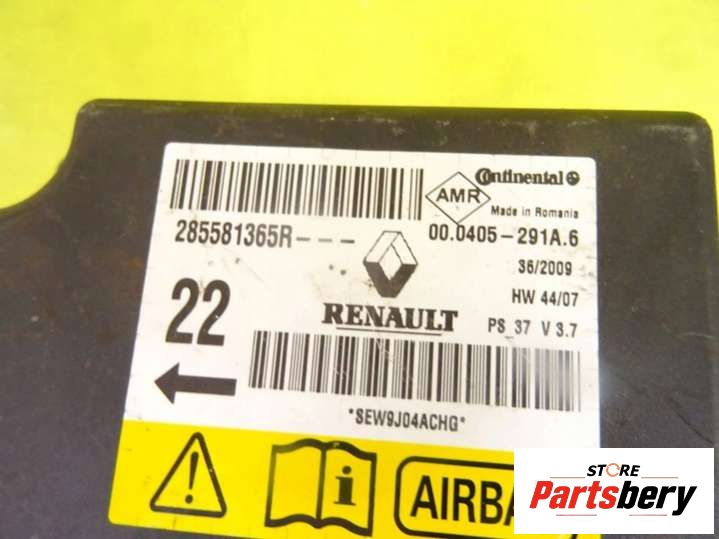 Continental
AMR
Made in Romania
285581365R---
00.0405-291A.6
36/2009
HW 44/07
22
RENAULT
PS 37 V 3.7
*SEW9J04ACHG*
i
AIRBA
STORE
Partsbery